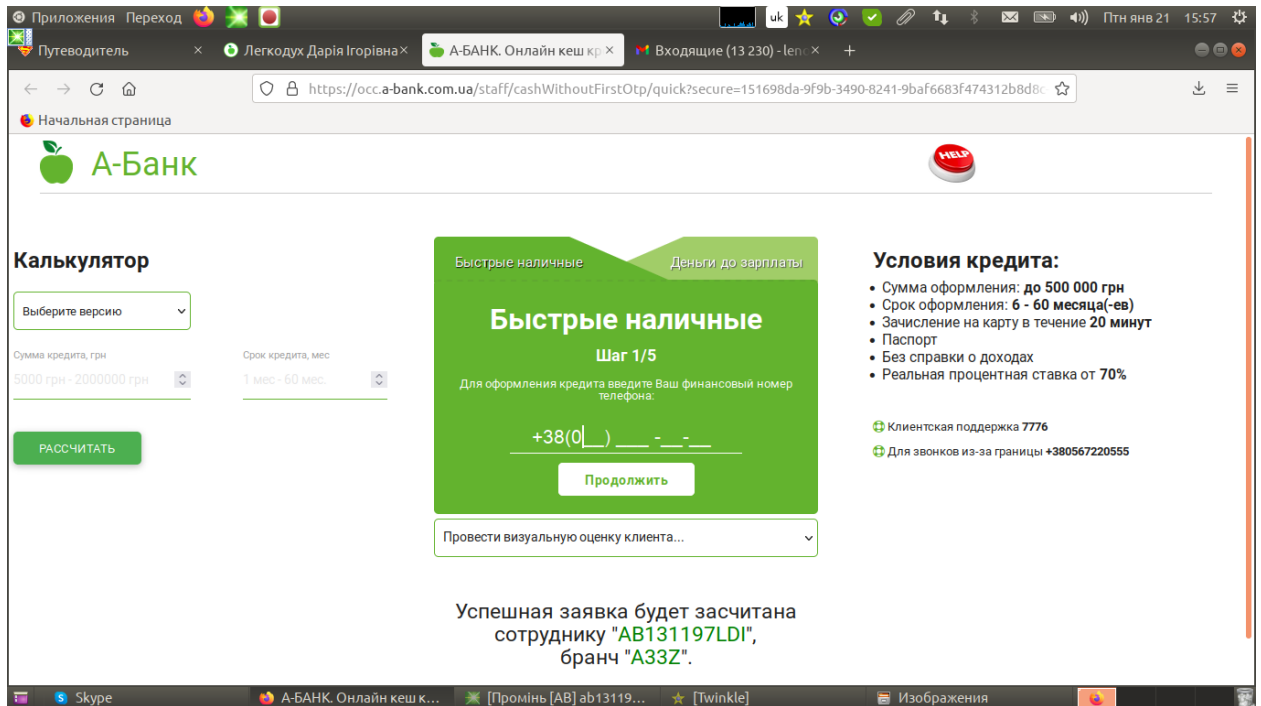 Приложения Переход uk Птн янв 21 15:57
Путеводитель × Легкодух Дарія Ігорівна × А-БАНК. Онлайн кеш кр × Входящие (13 230) - leno × +
https://occ.a-bank.com.ua/staff/cashWithoutFirstOtp/quick?secure=151698da-9f9b-3490-8241-9baf6683f474312b8d8c
Начальная страница
А-Банк
HELP
Калькулятор
Выберите версию
Сумма кредита, грн Срок кредита, мес
5000 грн - 2000000 грн 1 мес - 60 мес.
РАССЧИТАТЬ
Быстрые наличные Деньги до зарплаты
Быстрые наличные
Шаг 1/5
Для оформления кредита введите Ваш финансовый номер
телефона:
+38(0__) ___ -__-__
Продолжить
Провести визуальную оценку клиента...
Успешная заявка будет засчитана
сотруднику "AB131197LDI",
бранч "A33Z".
Условия кредита:
• Сумма оформления: до 500 000 грн
• Срок оформления: 6 - 60 месяца(-ев)
• Зачисление на карту в течение 20 минут
• Паспорт
• Без справки о доходах
• Реальная процентная ставка от 70%
Клиентская поддержка 7776
Для звонков из-за границы +380567220555
Skype А-БАНК. Онлайн кеш к... [Промінь [AB] ab13119... [Twinkle] Изображения